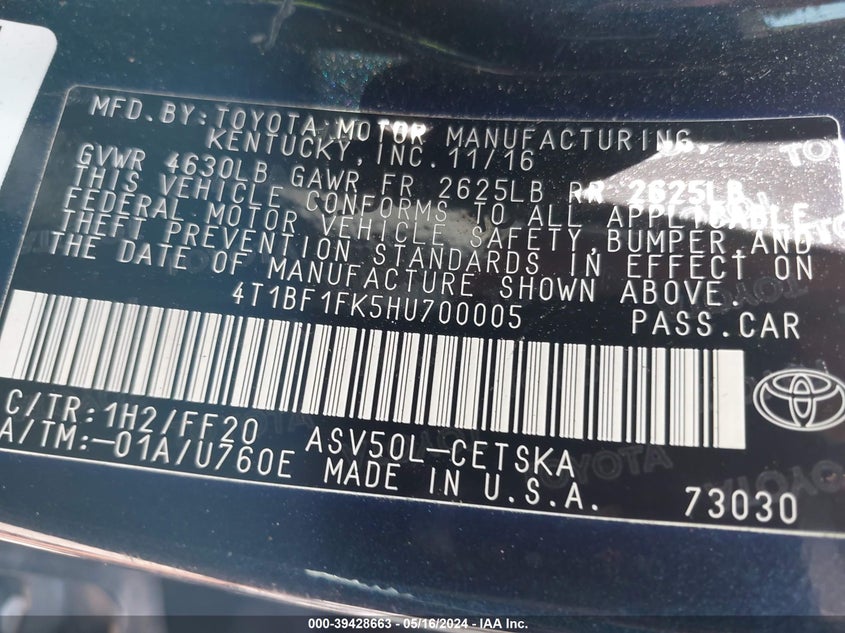 MFD.BY:TOYOTA MOTOR MANUFACTURING,
KENTUCKY, INC. 11/16
GVWR 4630LB GAWR FR 2625LB RR 2625LB
THIS VEHICLE CONFORMS TO ALL APPLICABLE
FEDERAL MOTOR VEHICLE SAFETY,BUMPER,AND
THEFT PREVENTION STANDARDS IN EFFECT ON
THE DATE OF MANUFACTURE SHOWN ABOVE.
4T1BF1FK5HU700005 PASS.CAR
C/TR:1H2/FF20
A/TM:-01A/U760E
ASV50L-CETSKA
MADE IN U.S.A. 73030
TOYOTA
000-39428663 - 05/16/2024 - IAA Inc.